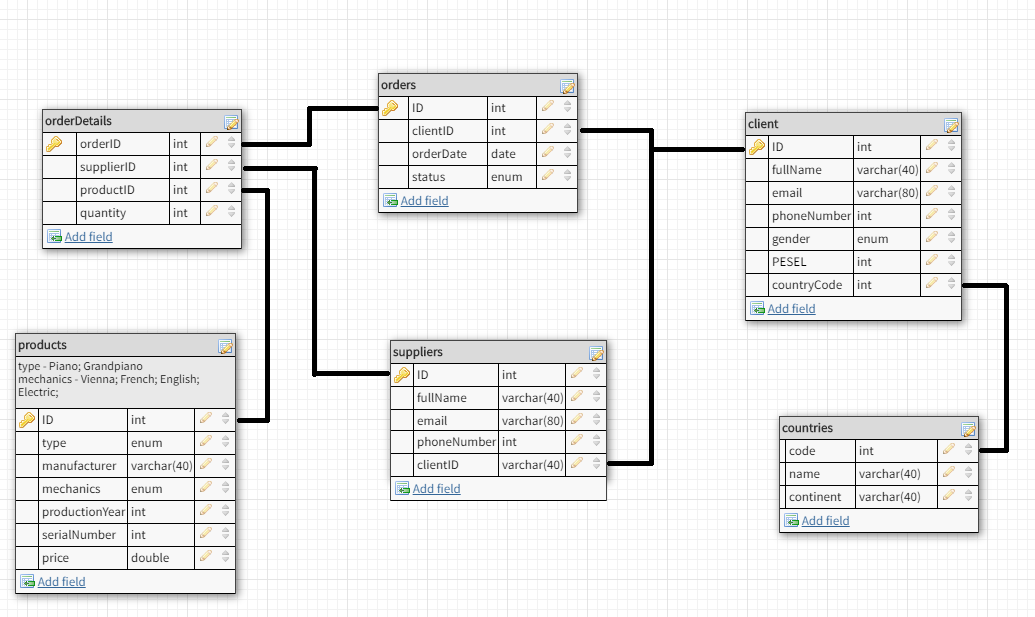 orderDetails
orderID int
supplierID int
productID int
quantity int
Add field
orders
ID int
clientID int
orderDate date
status enum
Add field
client
ID int
fullName varchar(40)
email varchar(80)
phoneNumber int
gender enum
PESEL int
countryCode int
Add field
products
type - Piano; Grandpiano
mechanics - Vienna; French; English;
Electric;
ID int
type enum
manufacturer varchar(40)
mechanics enum
productionYear int
serialNumber int
price double
Add field
suppliers
ID int
fullName varchar(40)
email varchar(80)
phoneNumber int
clientID varchar(40)
Add field
countries
code int
name varchar(40)
continent varchar(40)
Add field